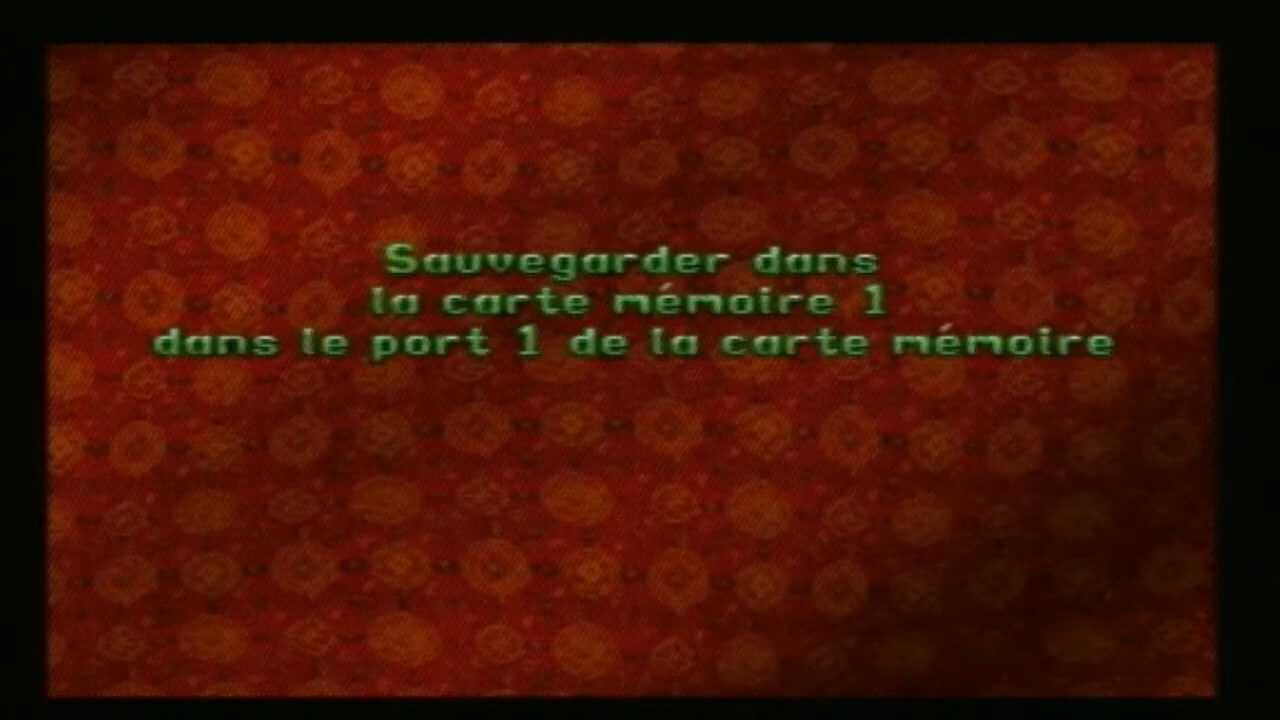 Sauvegarder dans
la carte mémoire 1
dans le port 1 de la carte mémoire